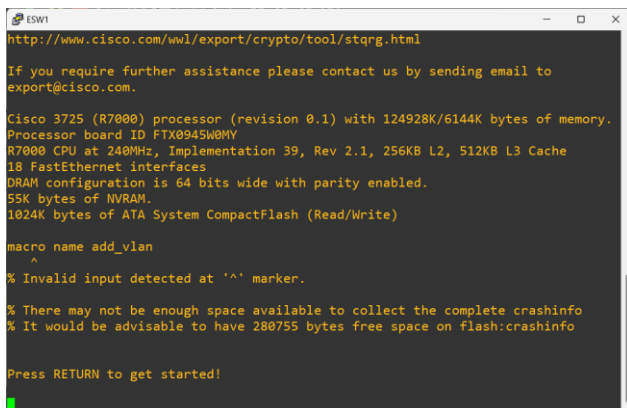 ESW1
http://www.cisco.com/wwl/export/crypto/tool/stqrg.html
If you require further assistance please contact us by sending email to
export@cisco.com.
Cisco 3725 (R7000) processor (revision 0.1) with 124928K/6144K bytes of memory.
Processor board ID FTX0945W0MY
R7000 CPU at 240MHz, Implementation 39, Rev 2.1, 256KB L2, 512KB L3 Cache
18 FastEthernet interfaces
DRAM configuration is 64 bits wide with parity enabled.
55K bytes of NVRAM.
1024K bytes of ATA System CompactFlash (Read/Write)
macro name add_vlan
^
% Invalid input detected at '^' marker.
% There may not be enough space available to collect the complete crashinfo
% It would be advisable to have 280755 bytes free space on flash:crashinfo
Press RETURN to get started!